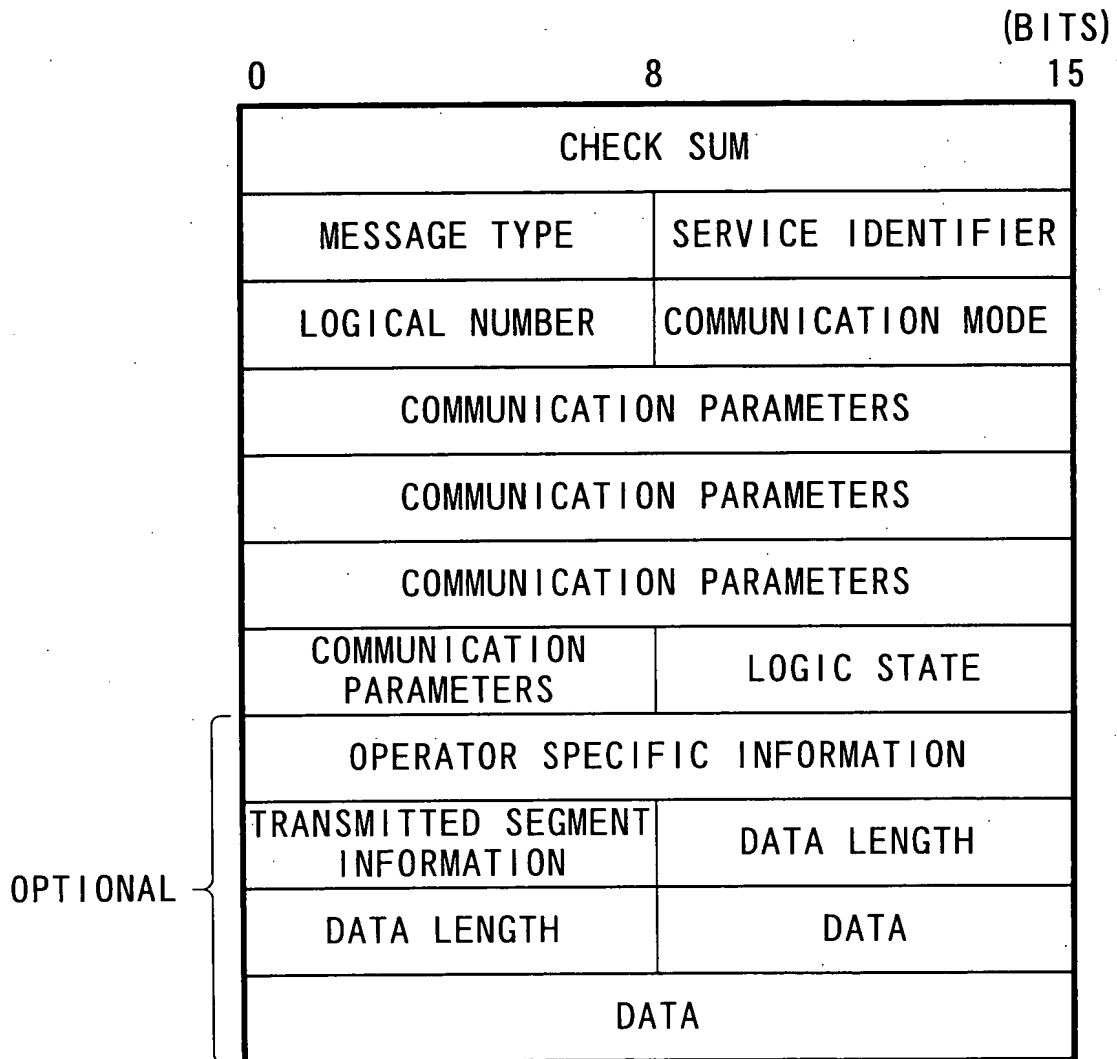 (BITS)
0 8 15
CHECK SUM
MESSAGE TYPE SERVICE IDENTIFIER
LOGICAL NUMBER COMMUNICATION MODE
COMMUNICATION PARAMETERS
COMMUNICATION PARAMETERS
COMMUNICATION PARAMETERS
COMMUNICATION
PARAMETERS
LOGIC STATE
OPERATOR SPECIFIC INFORMATION
TRANSMITTED SEGMENT
INFORMATION
DATA LENGTH
OPTIONAL
DATA LENGTH DATA
DATA